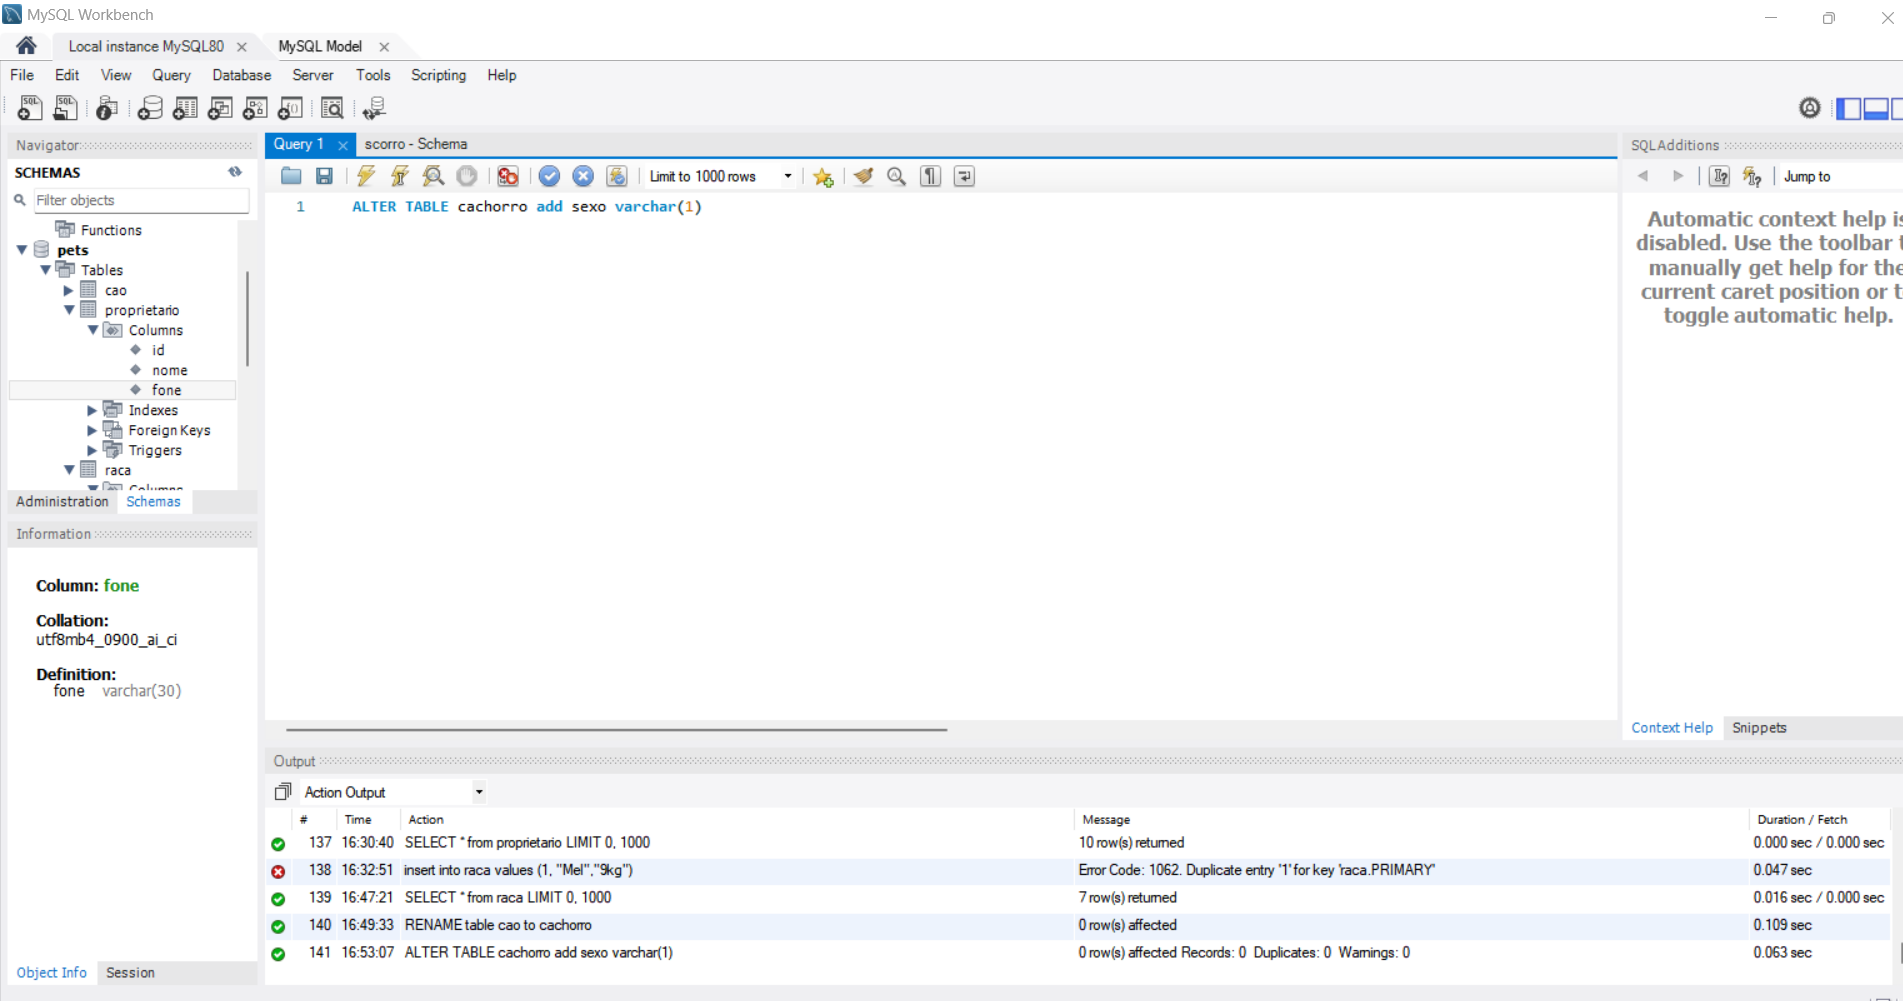 MySQL Workbench
Local instance MySQL80
MySQL Model
File Edit View Query Database Server Tools Scripting Help
Navigator
SCHEMAS
Filter objects
Functions
pets
Tables
cao
proprietario
Columns
id
nome
fone
Indexes
Foreign Keys
Triggers
raca
Columns
Administration Schemas
Information
Column: fone
Collation:
utf8mb4_0900_ai_ci
Definition:
fone varchar(30)
Object Info Session
Query 1 scorro - Schema
Limit to 1000 rows
1 ALTER TABLE cachorro add sexo varchar(1)
SQLAdditions
Jump to
Automatic context help is
disabled. Use the toolbar t
manually get help for the
current caret position or t
toggle automatic help.
Context Help Snippets
Output
Action Output
# Time Action Message Duration / Fetch
137 16:30:40 SELECT * from proprietario LIMIT 0, 1000 10 row(s) returned 0.000 sec / 0.000 sec
138 16:32:51 insert into raca values (1, "Mel","9kg") Error Code: 1062. Duplicate entry '1' for key 'raca.PRIMARY' 0.047 sec
139 16:47:21 SELECT * from raca LIMIT 0, 1000 7 row(s) returned 0.016 sec / 0.000 sec
140 16:49:33 RENAME table cao to cachorro 0 row(s) affected 0.109 sec
141 16:53:07 ALTER TABLE cachorro add sexo varchar(1) 0 row(s) affected Records: 0 Duplicates: 0 Warnings: 0 0.063 sec